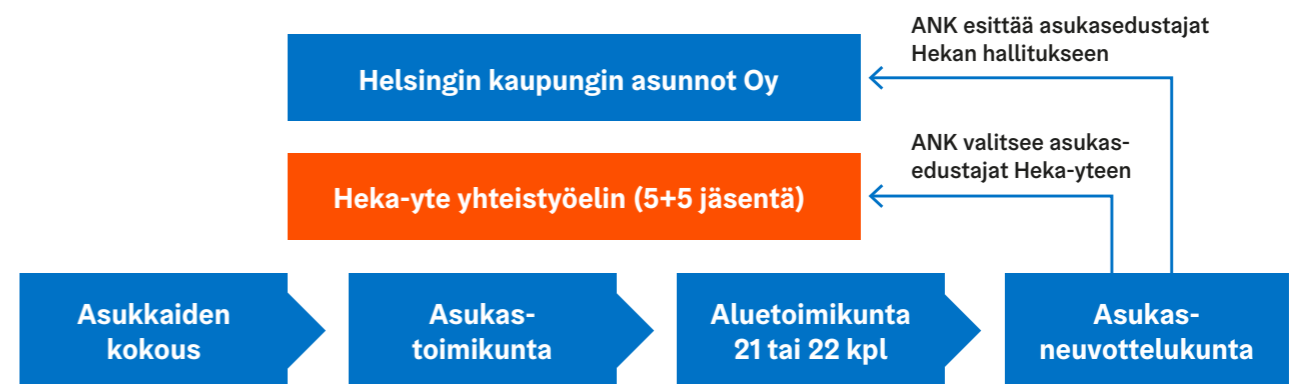 ANK esittää asukasedustajat
Hekan hallitukseen
Helsingin kaupungin asunnot Oy
ANK valitsee asukas-
edustajat Heka-yteen
Heka-yte yhteistyöelin (5+5 jäsentä)
Asukkaiden
kokous
Asukas-
toimikunta
Aluetoimikunta
21 tai 22 kpl
Asukas-
neuvottelukunta